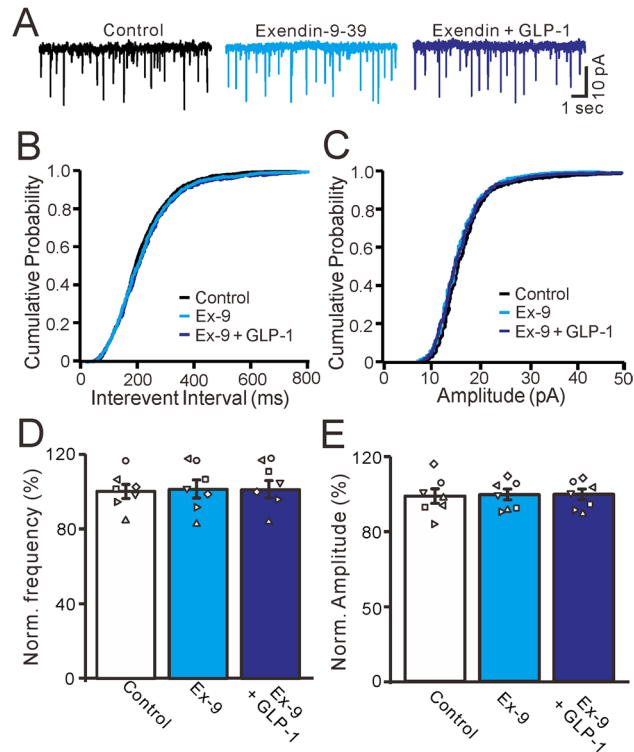 A
Control
Exendin-9-39
Exendin + GLP-1
10 pA
1 sec
B
Cumulative Probability
1.0
0.8
0.6
0.4
0.2
0
Control
Ex-9
Ex-9 + GLP-1
0 200 400 600 800
Interevent Interval (ms)
C
Cumulative Probability
1.0
0.8
0.6
0.4
0.2
0
Control
Ex-9
Ex-9 + GLP-1
0 10 20 30 40 50
Amplitude (pA)
D
Norm. frequency (%)
120
80
40
0
Control
Ex-9
Ex-9
+ GLP-1
E
Norm. Amplitude (%)
120
80
50
0
Control
Ex-9
Ex-9
+ GLP-1